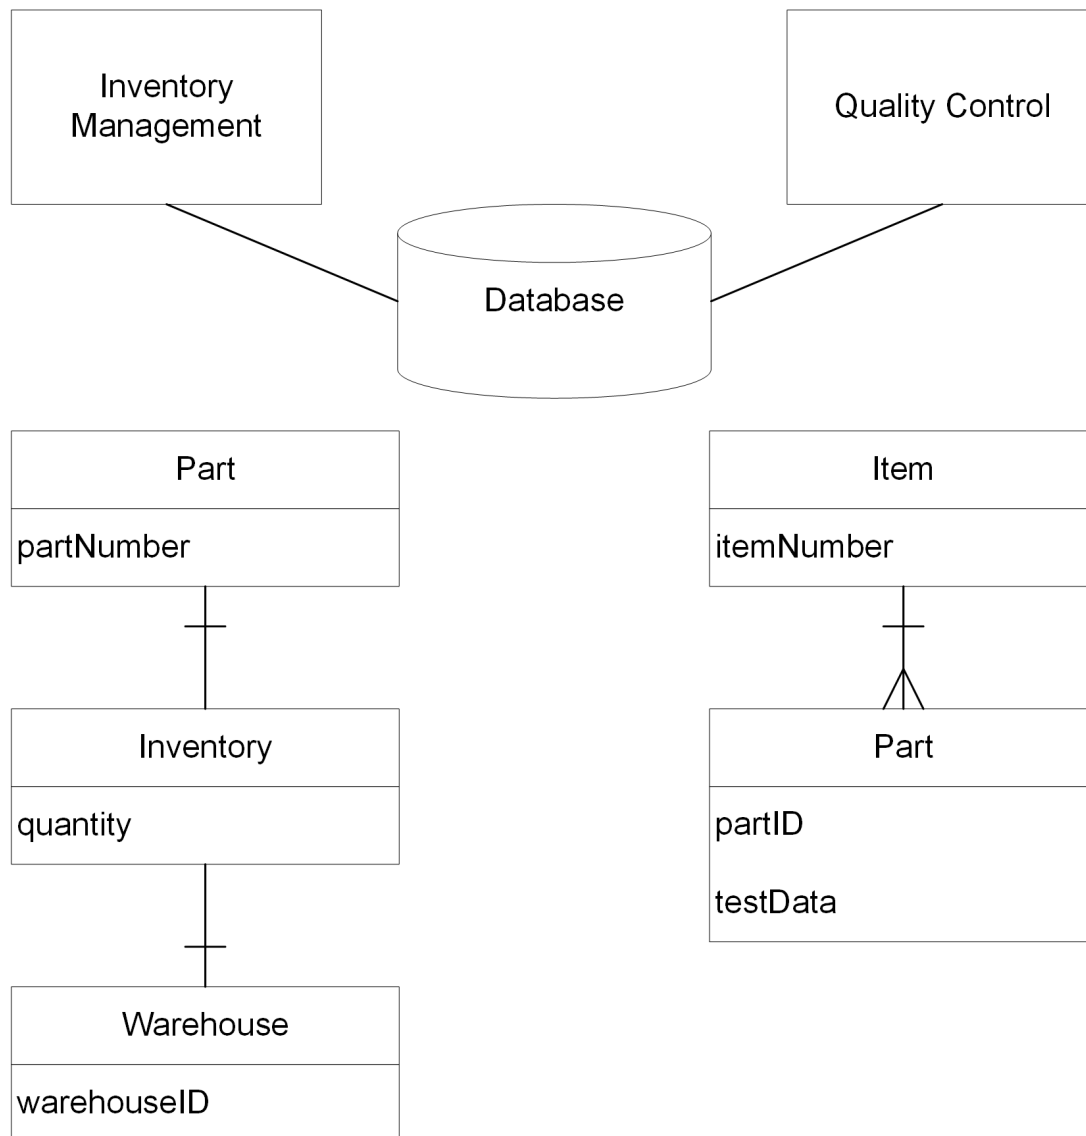 Inventory
Management
Quality Control
Database
Part
partNumber
Item
itemNumber
Inventory
quantity
Part
partID
testData
Warehouse
warehouseID